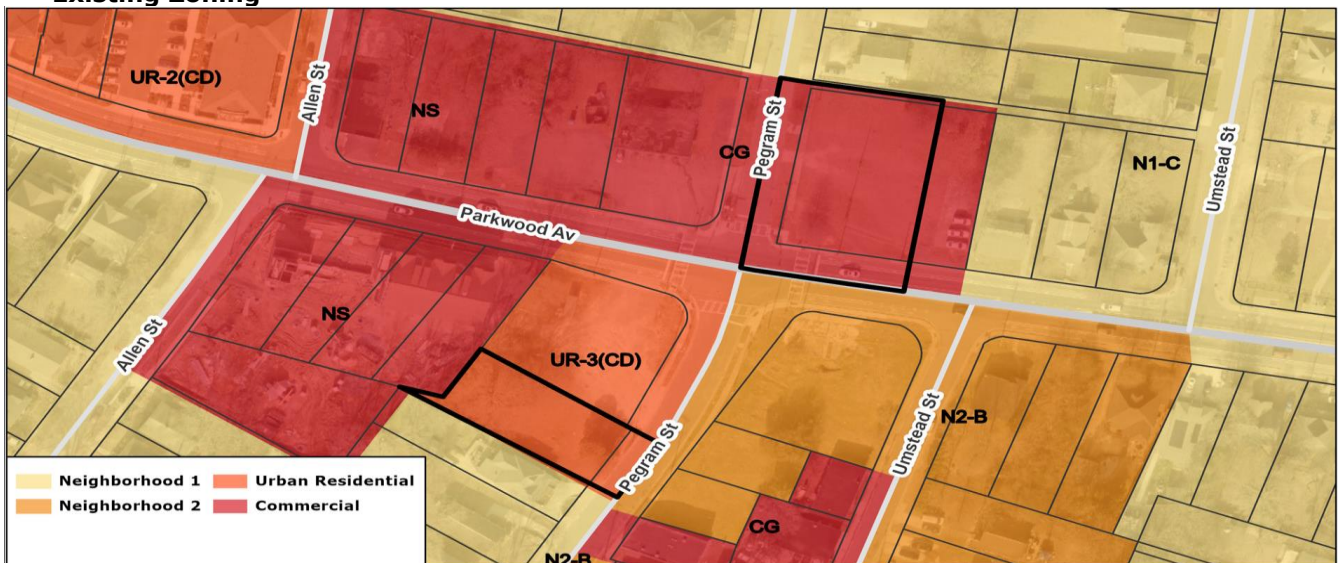 Existing Zoning
UR-2(CD)
Allen St
NS
CG
Pegram St
N1-C
Umstead St
Parkwood Av
NS
Allen St
UR-3(CD)
Pegram St
Umstead St
N2-B
CG
N2-B
Neighborhood 1
Urban Residential
Neighborhood 2
Commercial